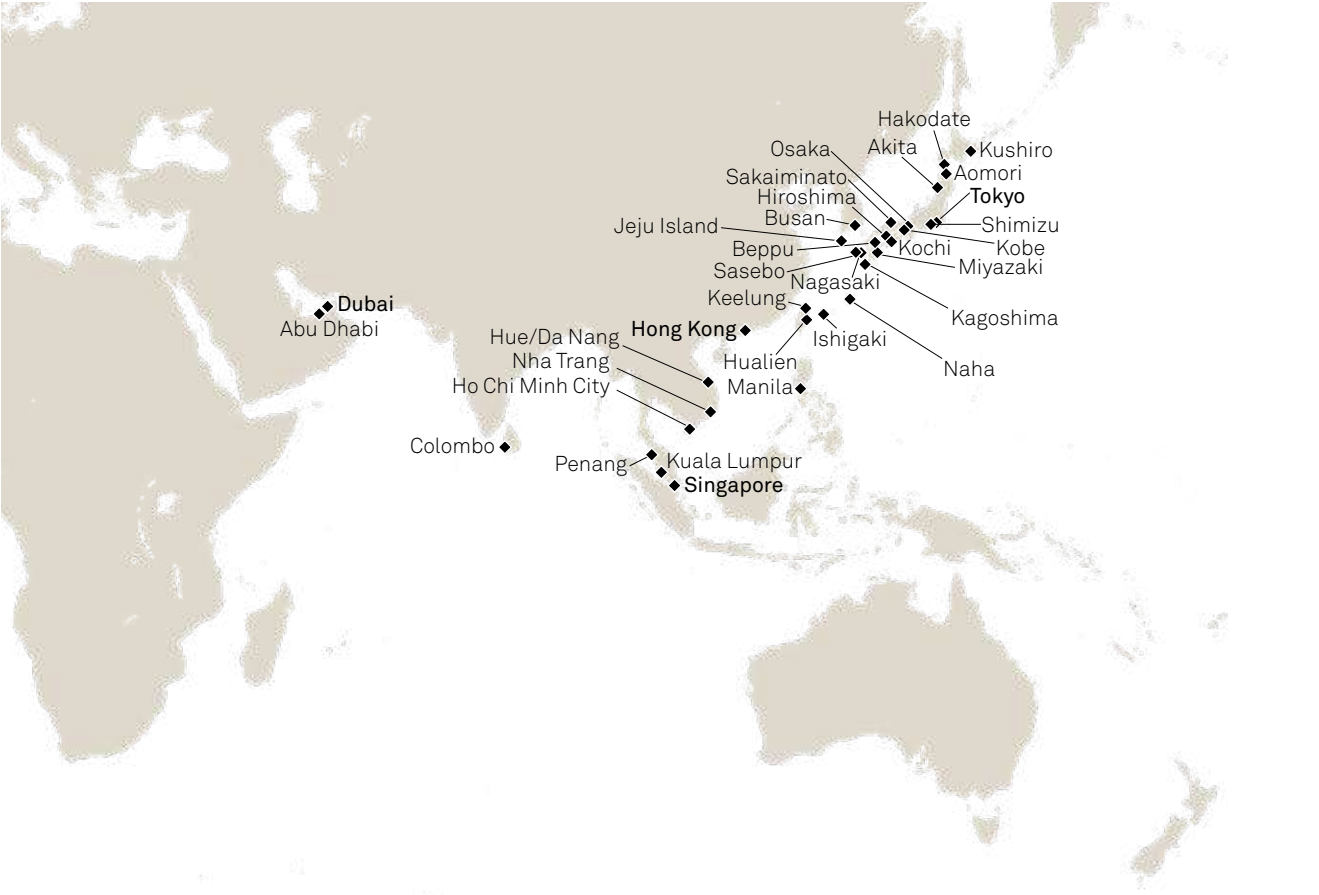 Hakodate
Akita
Osaka
Kushiro
Aomori
Sakaiminato
Hiroshima
Tokyo
Busan
Jeju Island
Shimizu
Beppu
Kochi
Kobe
Sasebo
Miyazaki
Nagasaki
Keelung
Dubai
Abu Dhabi
Kagoshima
Hong Kong
Hue/Da Nang
Ishigaki
Nha Trang
Hualien
Naha
Ho Chi Minh City
Manila
Colombo
Penang
Kuala Lumpur
Singapore